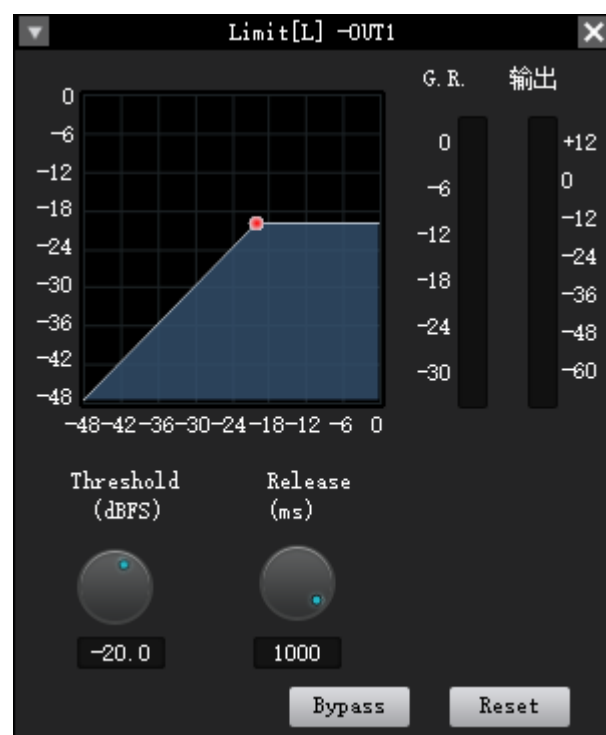 Limit[L] -OUT1
G.R. 输出
0
-6
-12
-18
-24
-30
-36
-42
-48
-48-42-36-30-24-18-12 -6 0
0
-6
-12
-18
-24
-30
+12
0
-12
-24
-36
-48
-60
Threshold
(dBFS)
Release
(ms)
-20.0
1000
Bypass
Reset